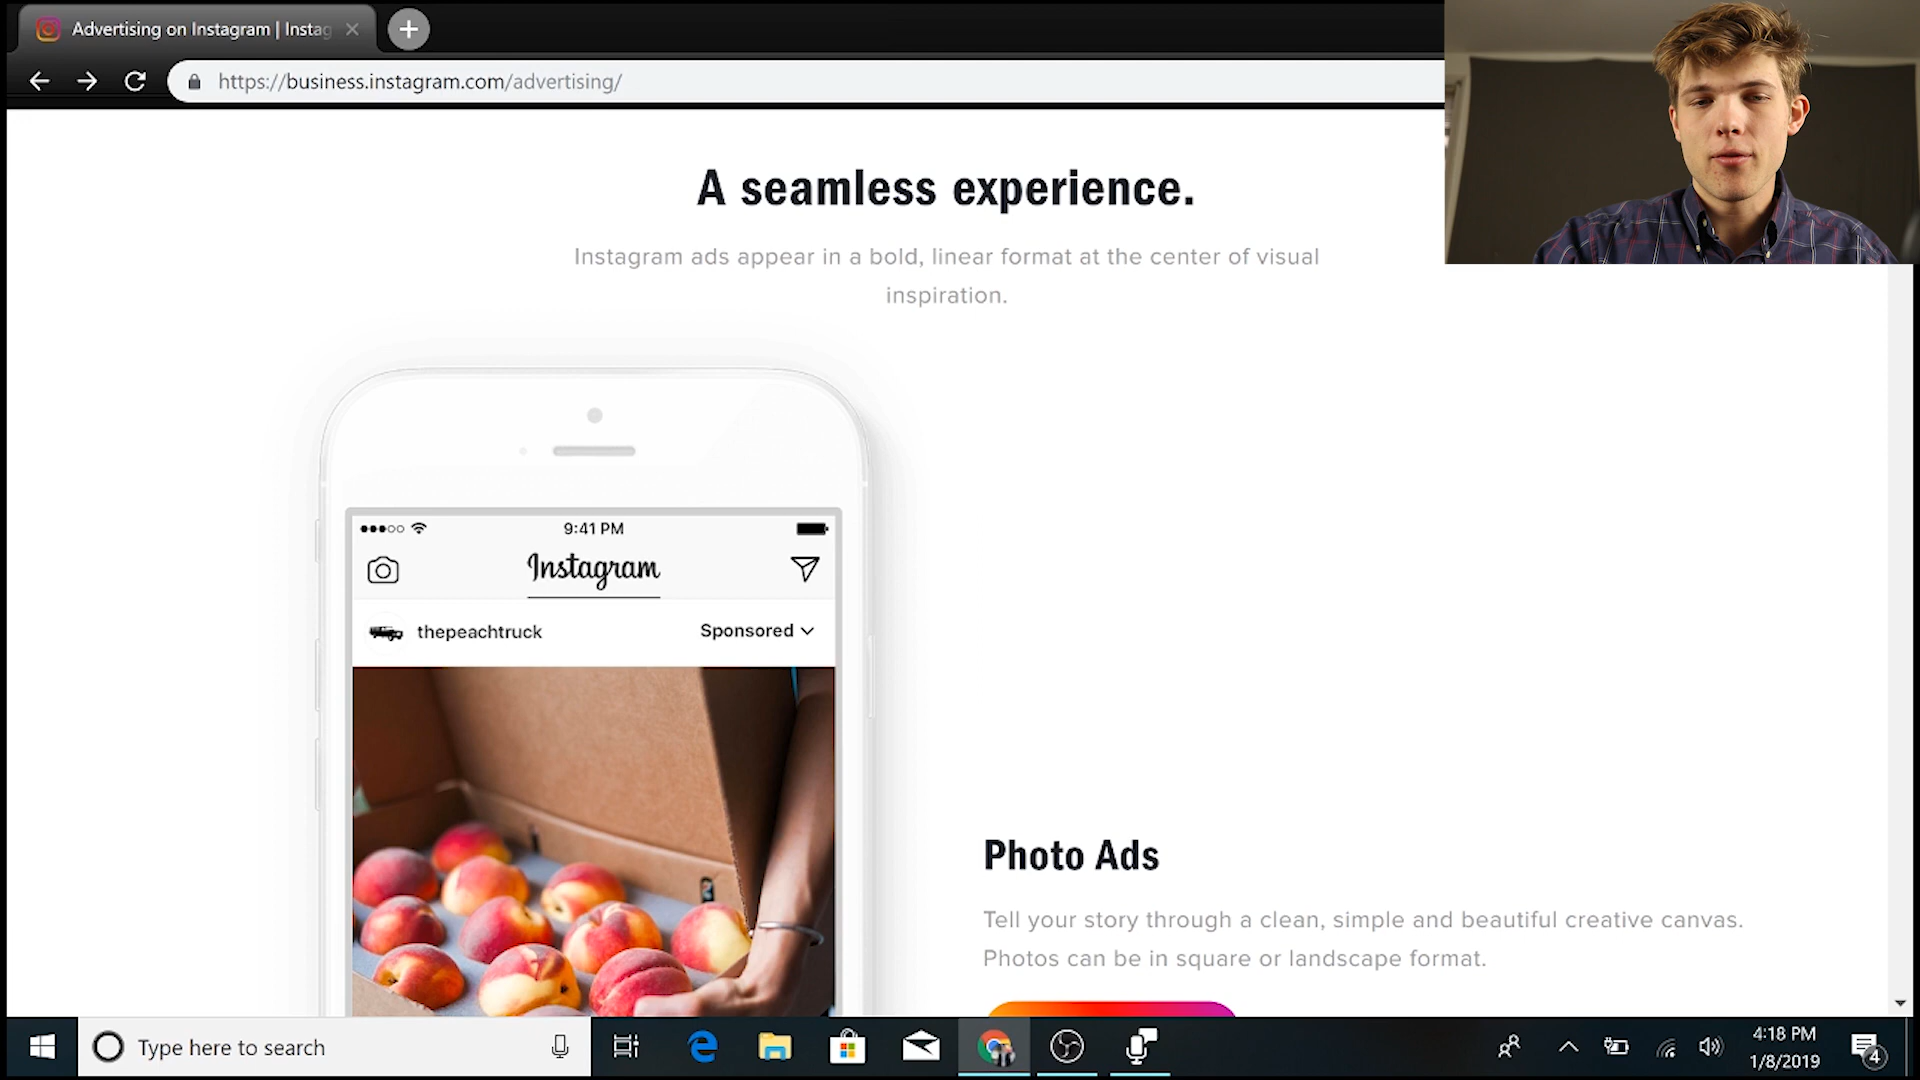 Advertising on Instagram | Instag
https://business.instagram.com/advertising/
A seamless experience.
Instagram ads appear in a bold, linear format at the center of visual
inspiration.
9:41 PM
Instagram
thepeachtruck
Sponsored
Photo Ads
Tell your story through a clean, simple and beautiful creative canvas.
Photos can be in square or landscape format.
Type here to search
4:18 PM
1/8/2019
4